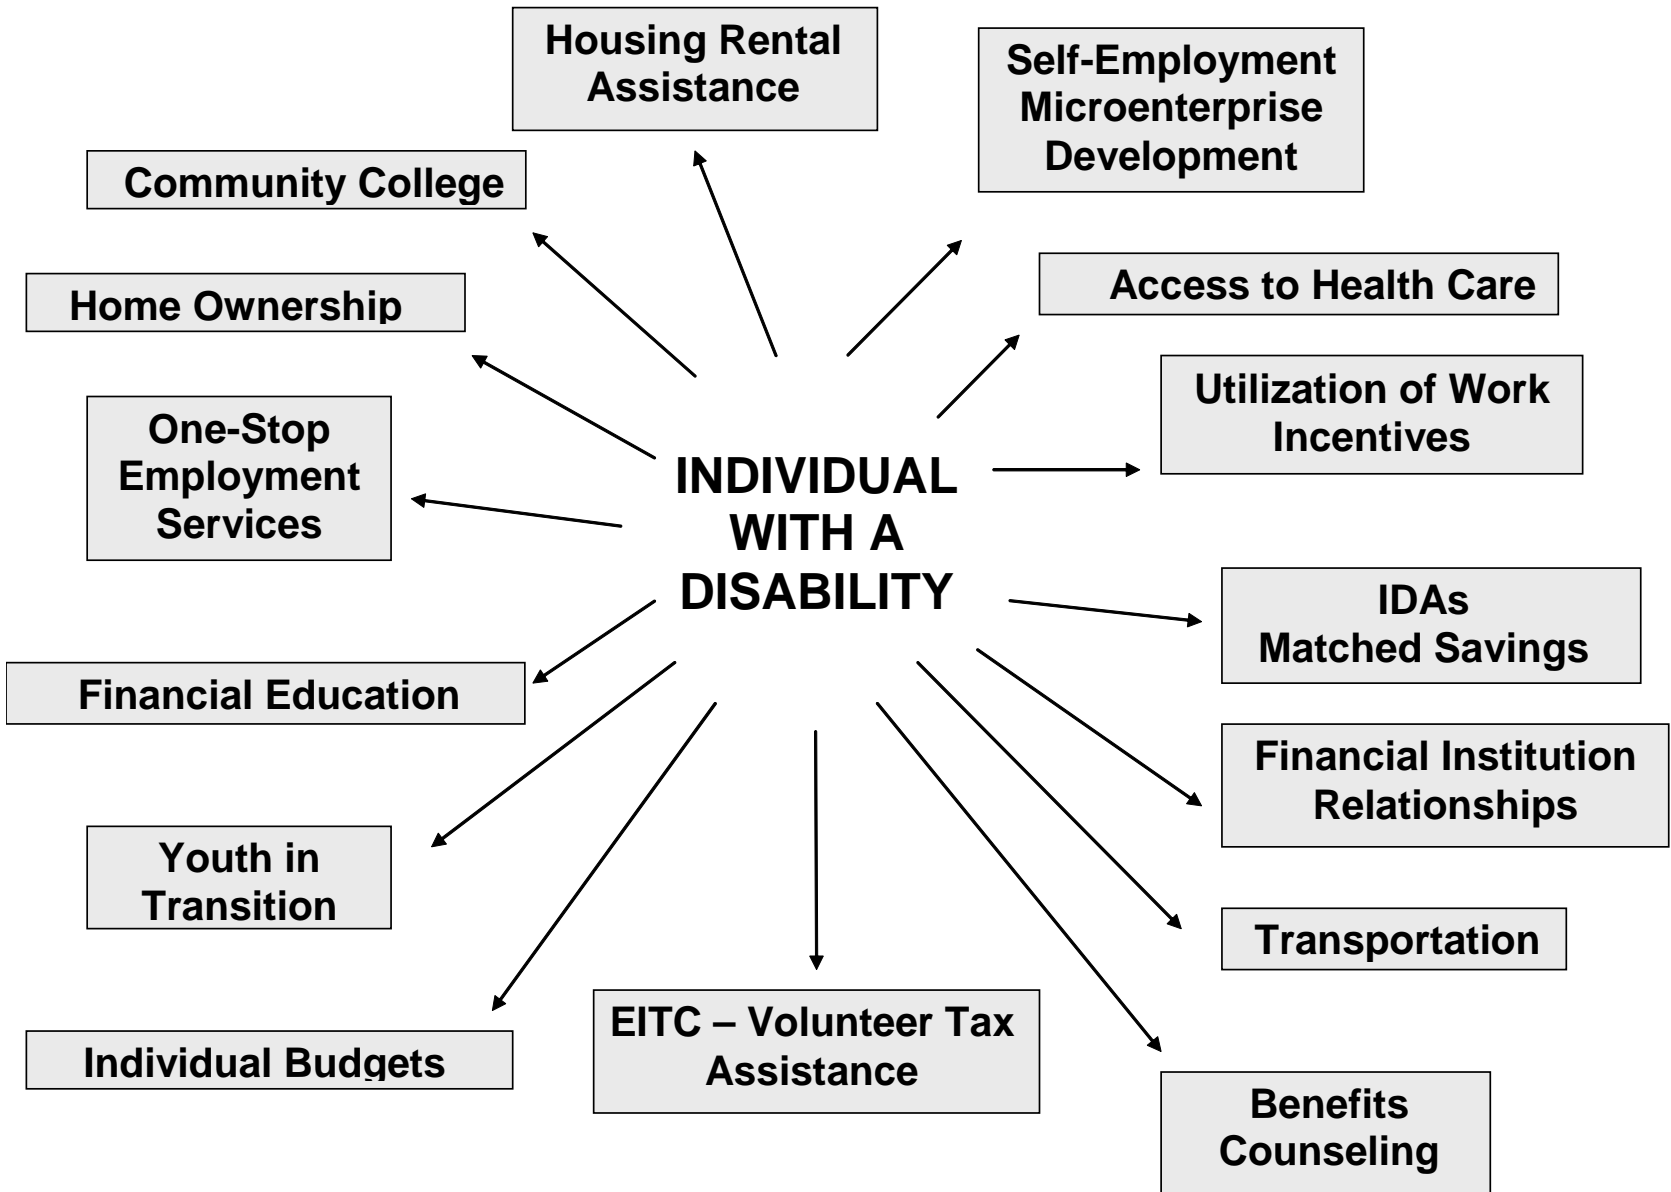 Housing Rental
Assistance
Self-Employment
Microenterprise
Development
Community College
Access to Health Care
Home Ownership
Utilization of Work
Incentives
One-Stop
Employment
Services
INDIVIDUAL
WITH A
DISABILITY
IDAs
Matched Savings
Financial Education
Financial Institution
Relationships
Youth in
Transition
Transportation
Individual Budgets
EITC – Volunteer Tax
Assistance
Benefits
Counseling